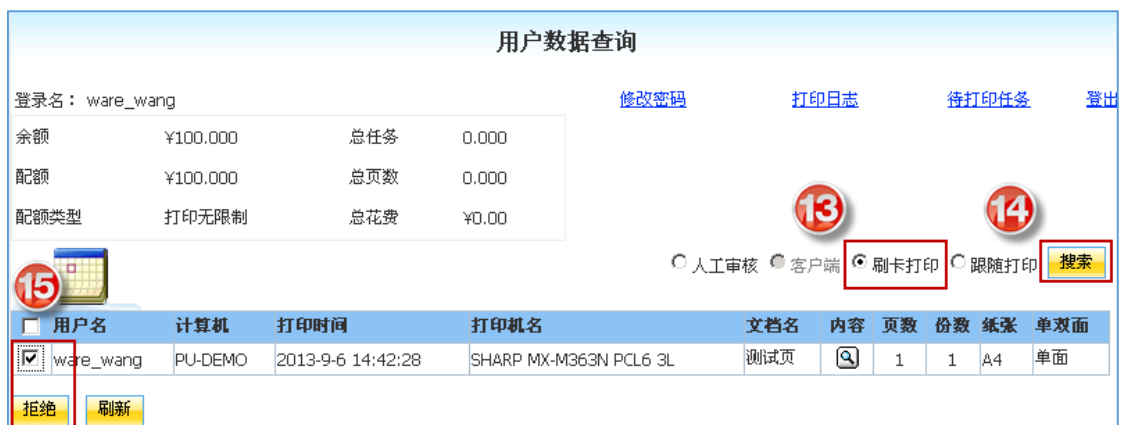 用户数据查询
登录名： ware_wang 修改密码 打印日志 待打印任务 登出
余额 ¥100.000 总任务 0.000
配额 ¥100.000 总页数 0.000
配额类型 打印无限制 总花费 ¥0.00
13 14
人工审核 客户端 刷卡打印 跟随打印 搜索
15
用户名 计算机 打印时间 打印机名 文档名 内容 页数 份数 纸张 单双面
ware_wang PU-DEMO 2013-9-6 14:42:28 SHARP MX-M363N PCL6 3L 测试页 1 1 A4 单面
拒绝 刷新